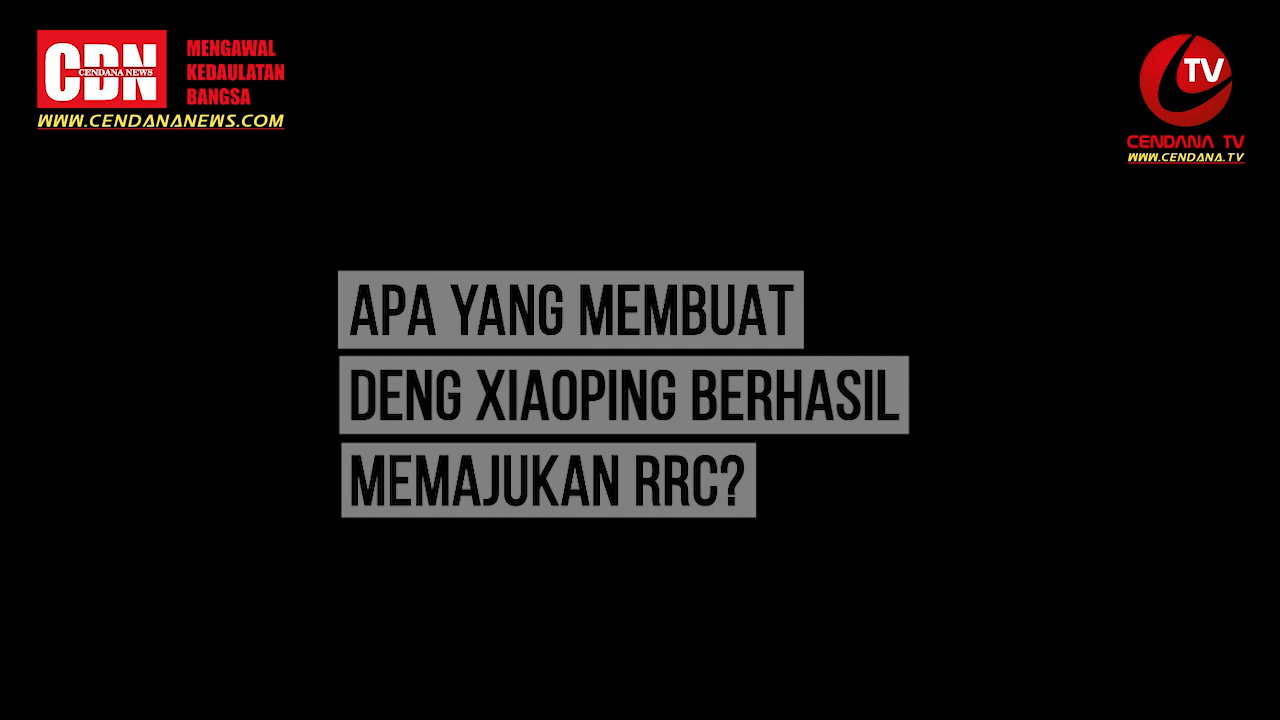 CDN
CENDANA NEWS
MENGAWAL
KEDAULATAN
BANGSA
WWW.CENDANANEWS.COM
TV
CENDANA TV
WWW.CENDANA.TV
APA YANG MEMBUAT
DENG XIAOPING BERHASIL
MEMAJUKAN RRC?